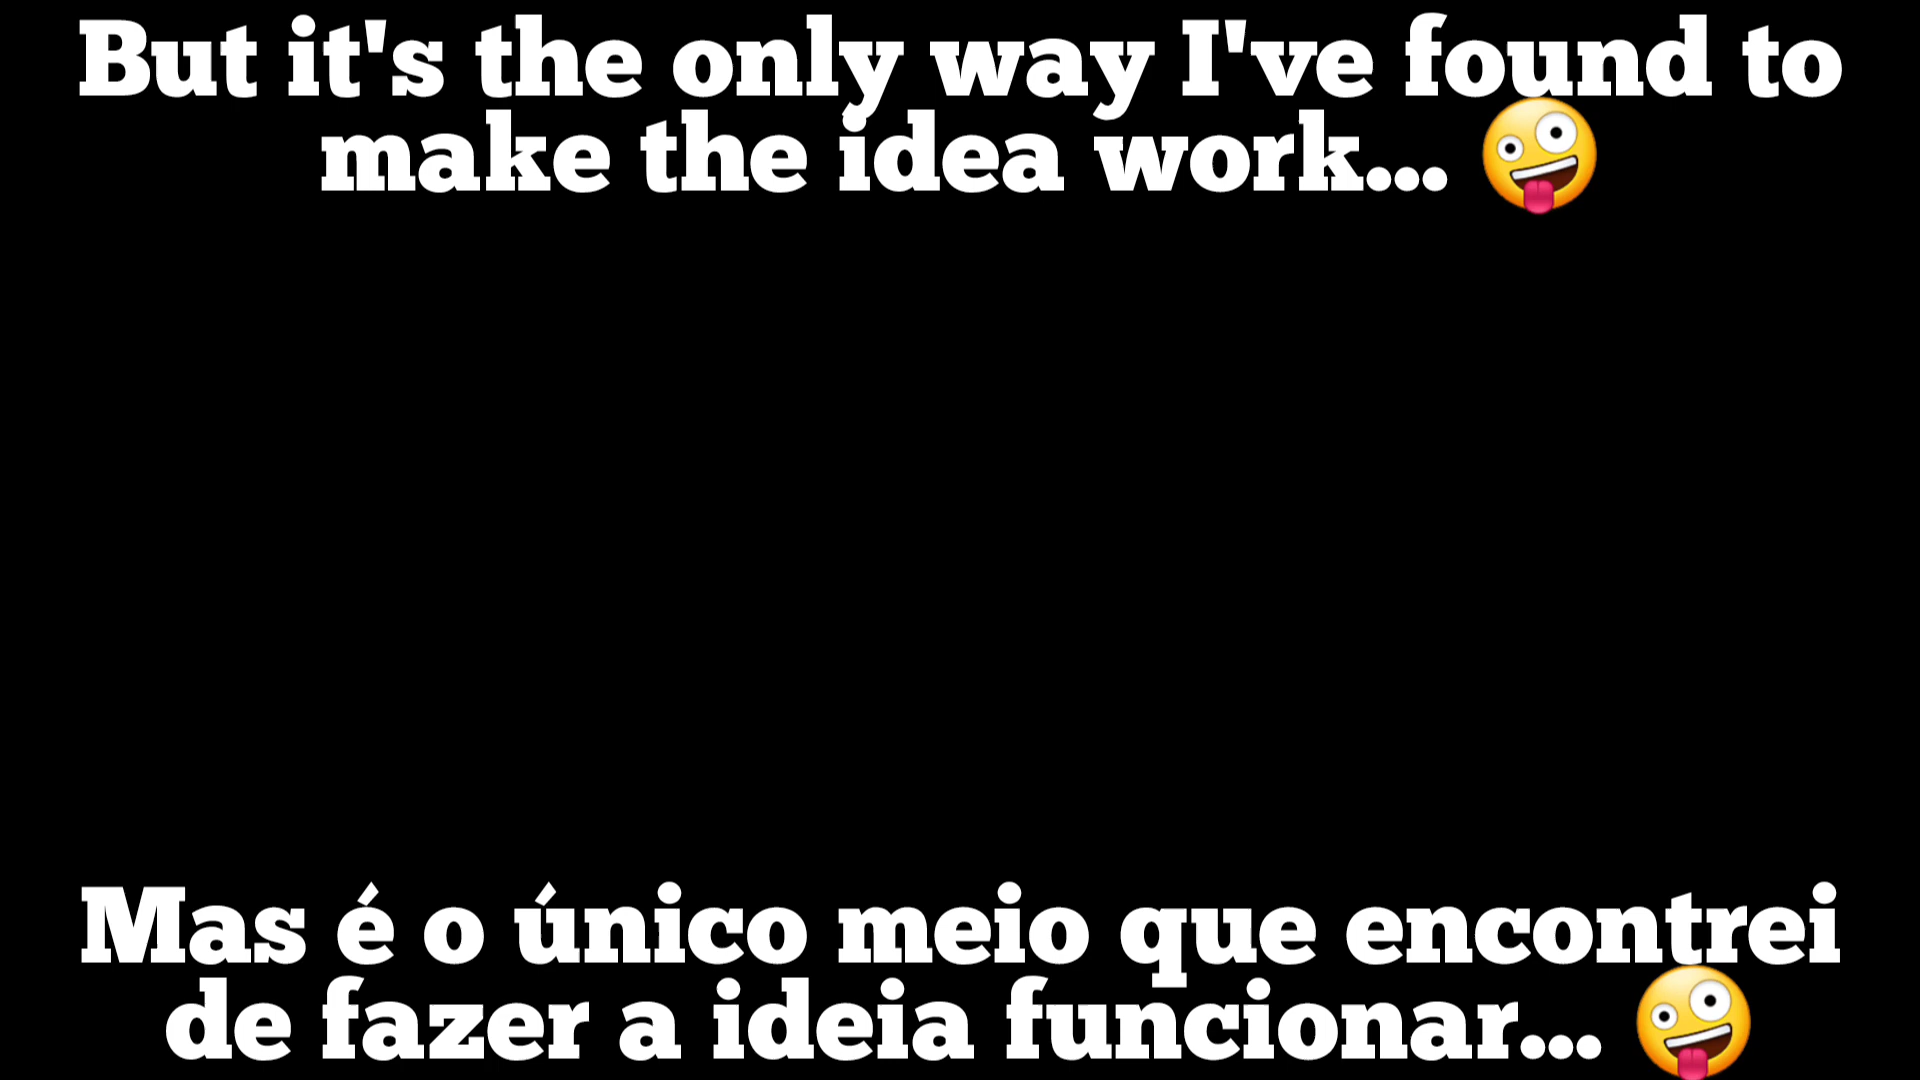 But it's the only way I've found to
make the idea work... 🤪
Mas é o único meio que encontrei
de fazer a ideia funcionar... 🤪